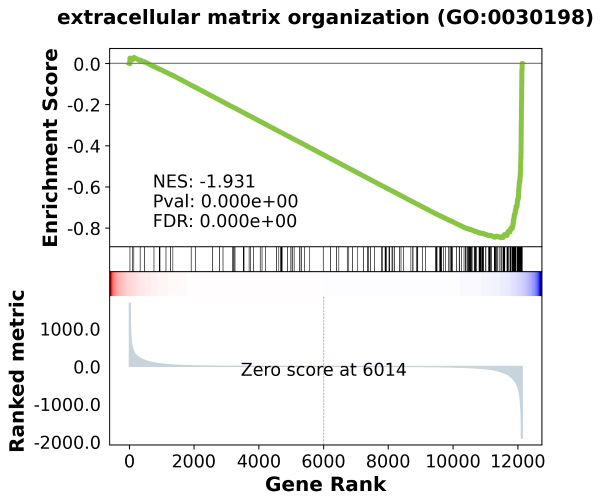 extracellular matrix organization (GO:0030198)
Enrichment Score
0.0
-0.2
-0.4
-0.6
-0.8
NES: -1.931
Pval: 0.000e+00
FDR: 0.000e+00
Ranked metric
1000.0
0.0
-1000.0
-2000.0
Zero score at 6014
0 2000 4000 6000 8000 10000 12000
Gene Rank